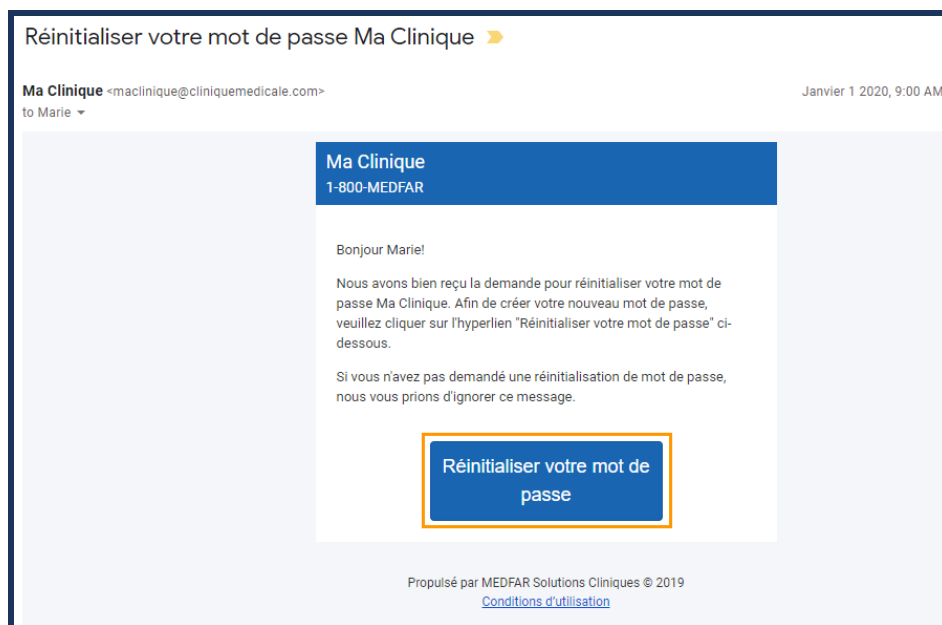 Réinitialiser votre mot de passe Ma Clinique
Ma Clinique <maclinique@cliniquemedicale.com>
Janvier 1 2020, 9:00 AM
to Marie
Ma Clinique
1-800-MEDFAR
Bonjour Marie!
Nous avons bien reçu la demande pour réinitialiser votre mot de
passe Ma Clinique. Afin de créer votre nouveau mot de passe,
veuillez cliquer sur l'hyperlien "Réinitialiser votre mot de passe" ci-
dessous.
Si vous n'avez pas demandé une réinitialisation de mot de passe,
nous vous prions d'ignorer ce message.
Réinitialiser votre mot de
passe
Propulsé par MEDFAR Solutions Cliniques © 2019
Conditions d'utilisation